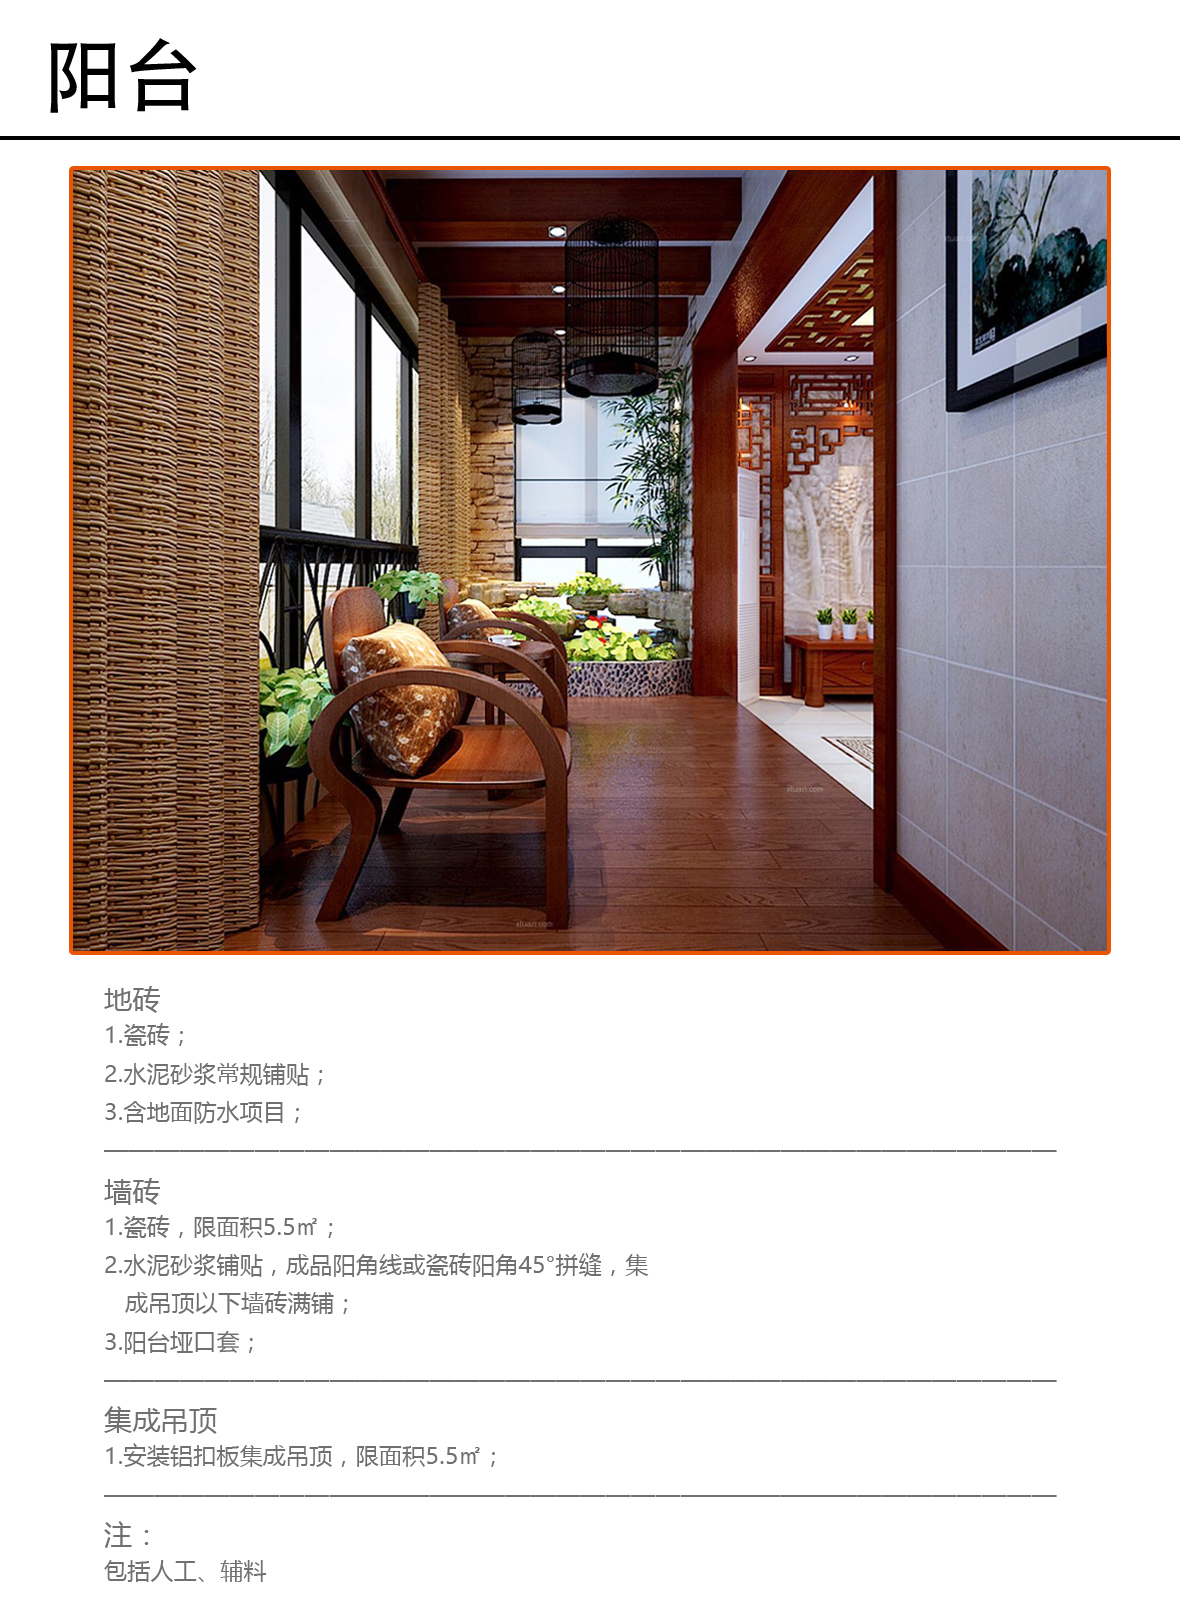 阳台
xtuan.com
xtuan.com
地砖
1.瓷砖；
2.水泥砂浆常规铺贴；
3.含地面防水项目；
墙砖
1.瓷砖，限面积5.5㎡；
2.水泥砂浆铺贴，成品阳角线或瓷砖阳角45°拼缝，集
成吊顶以下墙砖满铺；
3.阳台垭口套；
集成吊顶
1.安装铝扣板集成吊顶，限面积5.5㎡；
注：
包括人工、辅料